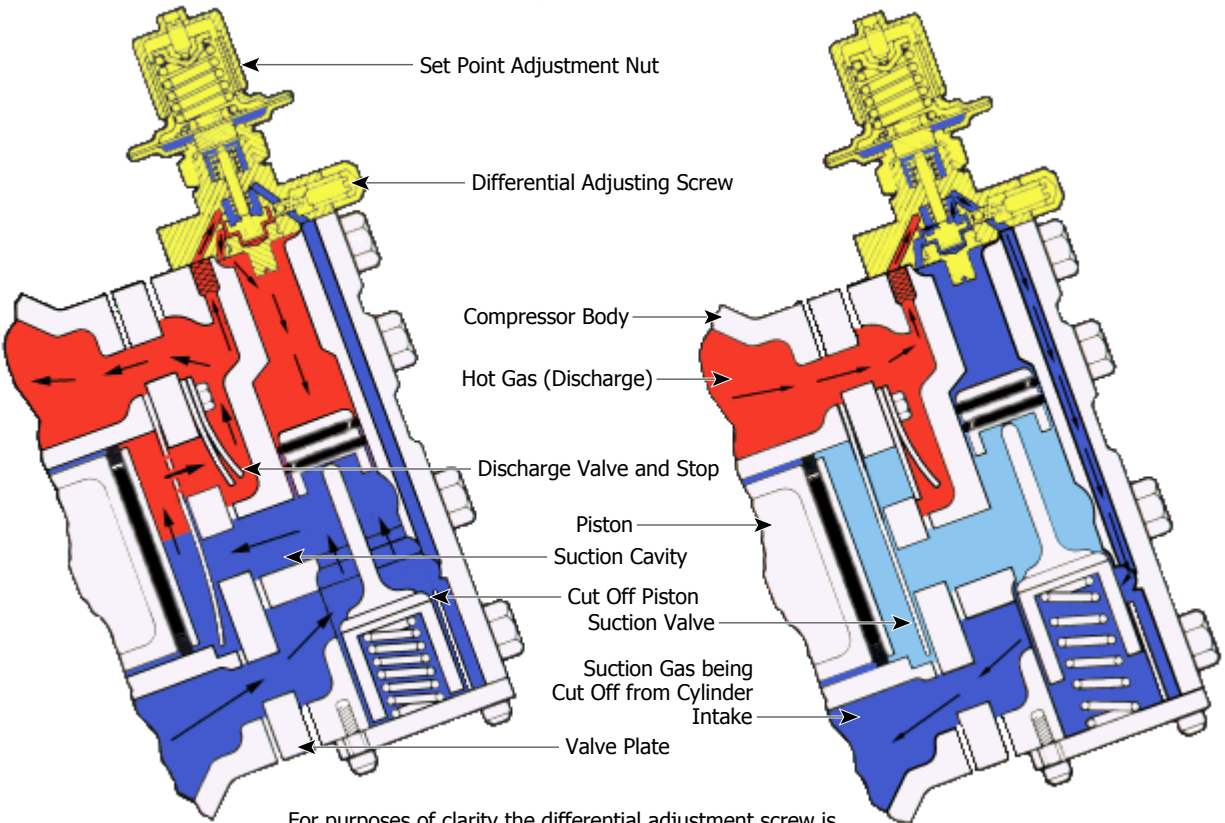 Set Point Adjustment Nut
Differential Adjusting Screw
Compressor Body
Hot Gas (Discharge)
Discharge Valve and Stop
Piston
Suction Cavity
Cut Off Piston
Suction Valve
Suction Gas being
Cut Off from Cylinder
Intake
Valve Plate
For purposes of clarity the differential adjustment screw is